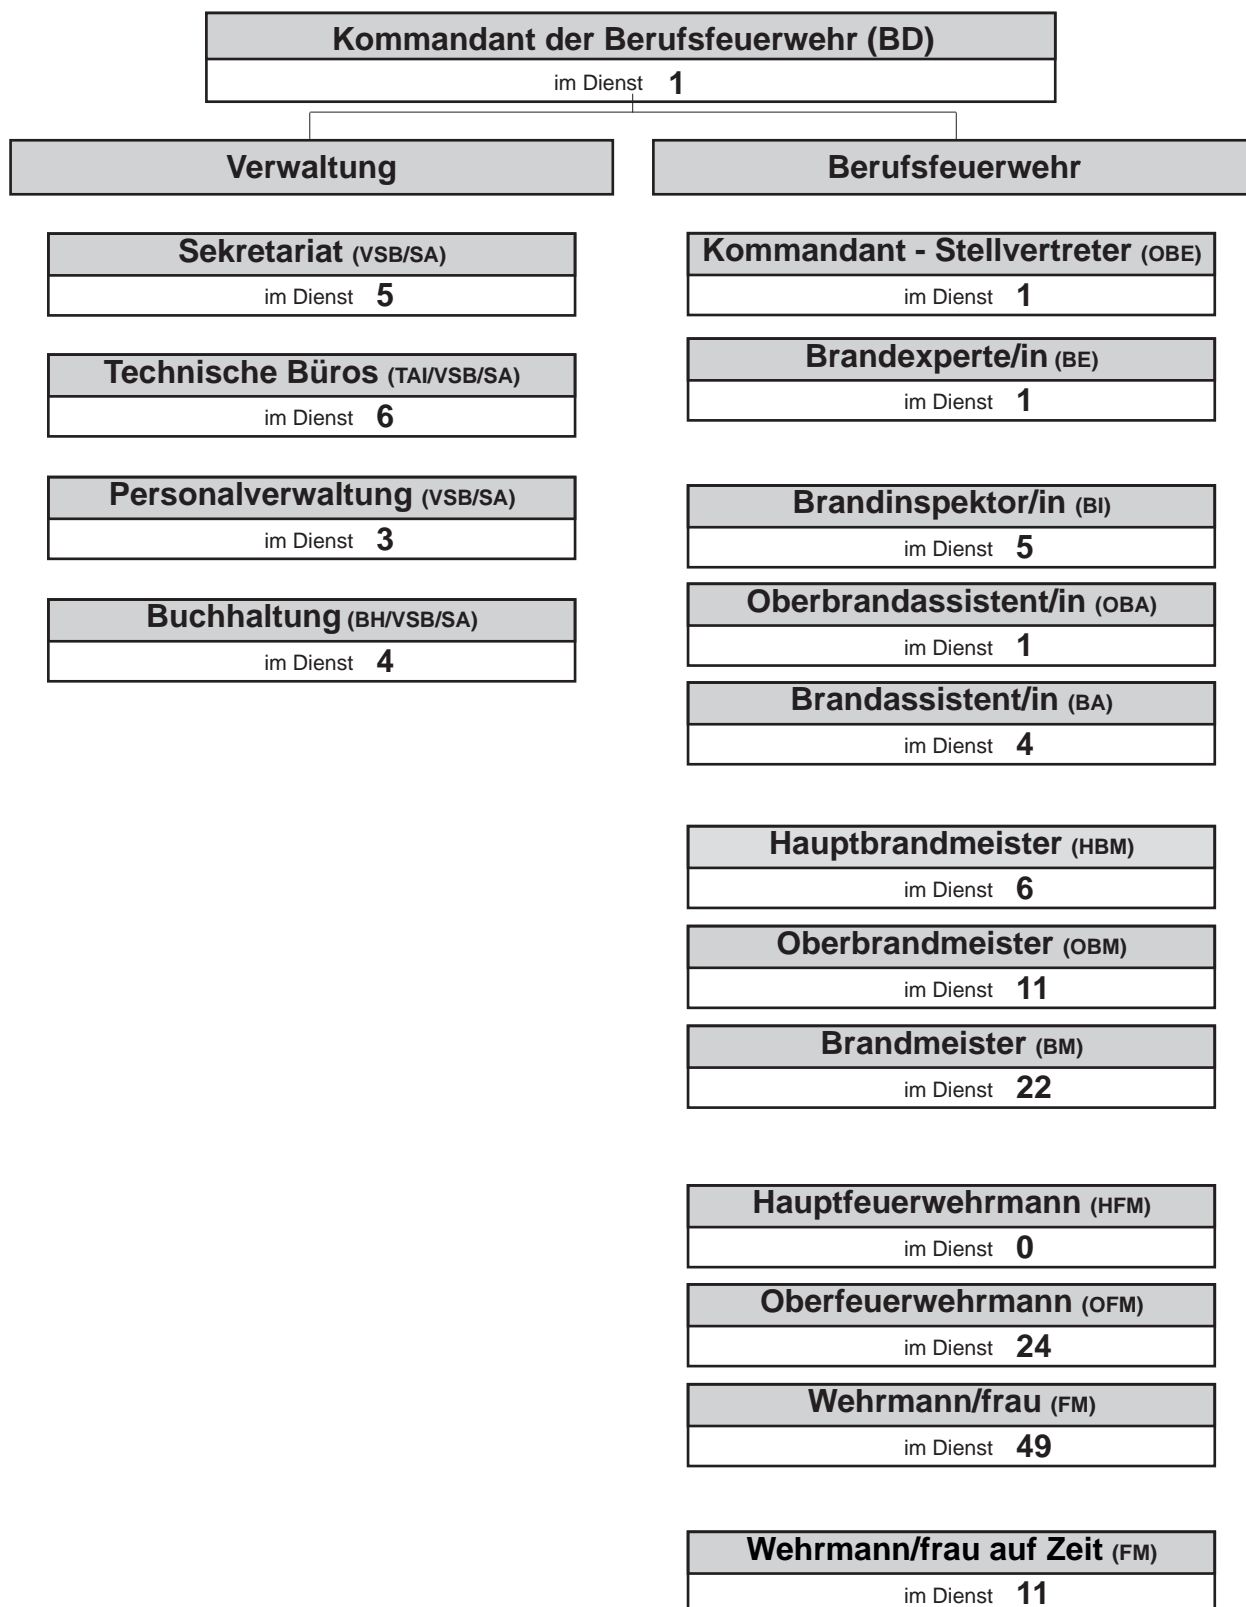 Kommandant der Berufsfeuerwehr (BD)
im Dienst 1
Verwaltung
Sekretariat (VSB/SA)
im Dienst 5
Technische Büros (TAI/VSB/SA)
im Dienst 6
Personalverwaltung (VSB/SA)
im Dienst 3
Buchhaltung (BH/VSB/SA)
im Dienst 4
Berufsfeuerwehr
Kommandant - Stellvertreter (OBE)
im Dienst 1
Brandexperte/in (BE)
im Dienst 1
Brandinspektor/in (BI)
im Dienst 5
Oberbrandassistent/in (OBA)
im Dienst 1
Brandassistent/in (BA)
im Dienst 4
Hauptbrandmeister (HBM)
im Dienst 6
Oberbrandmeister (OBM)
im Dienst 11
Brandmeister (BM)
im Dienst 22
Hauptfeuerwehrmann (HFM)
im Dienst 0
Oberfeuerwehrmann (OFM)
im Dienst 24
Wehrmann/frau (FM)
im Dienst 49
Wehrmann/frau auf Zeit (FM)
im Dienst 11